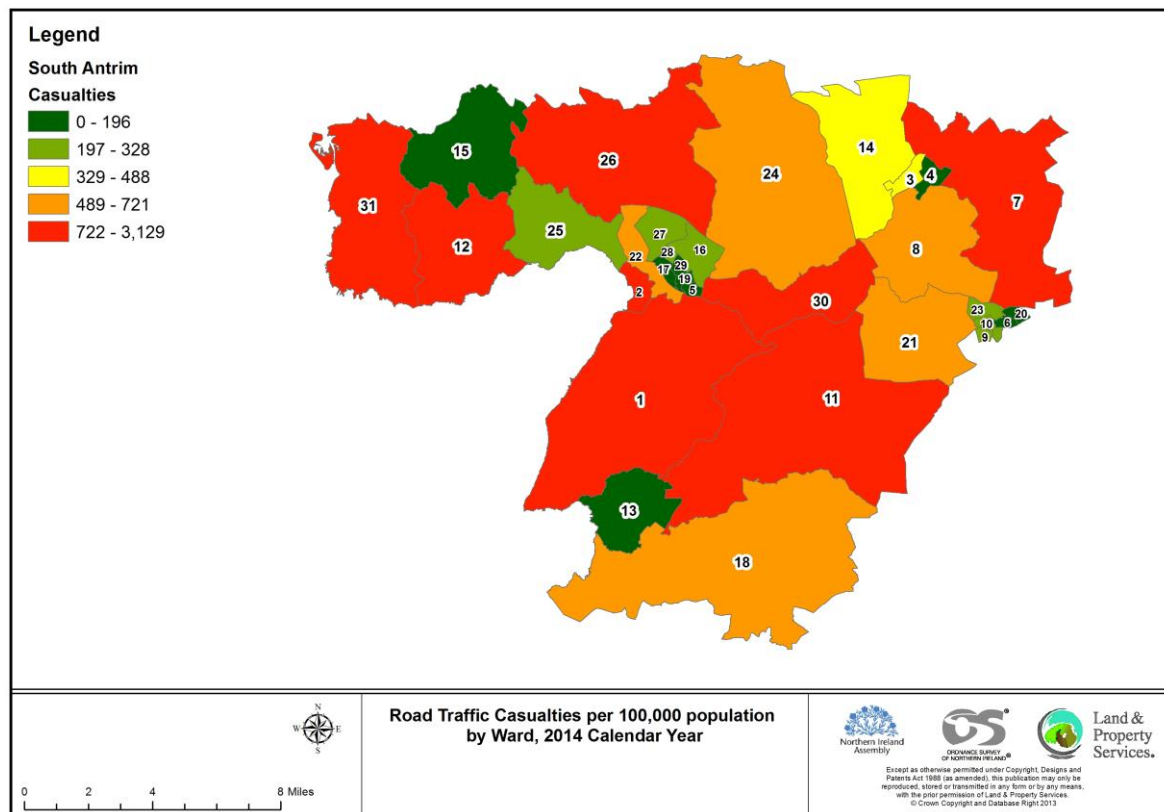 Legend
South Antrim
Casualties
0 - 196
197 - 328
329 - 488
489 - 721
722 - 3,129
15
26
24
14
3
4
7
31
12
25
27
22
28
16
17
29
19
2
5
8
30
23
20
10
6
9
21
1
11
13
18
N
W
E
S
0
2
4
6
8 Miles
Road Traffic Casualties per 100,000 population
by Ward, 2014 Calendar Year
Northern Ireland
Assembly
OS®
ORDNANCE SURVEY
OF NORTHERN IRELAND®
Land &
Property
Services.
Except as otherwise permitted under Copyright, Designs and
Patents Act 1988 (as amended), this publication may only be
reproduced, stored or transmitted in any form or by any means,
with the prior permission of Land & Property Services.
© Crown Copyright and Database Right 2013